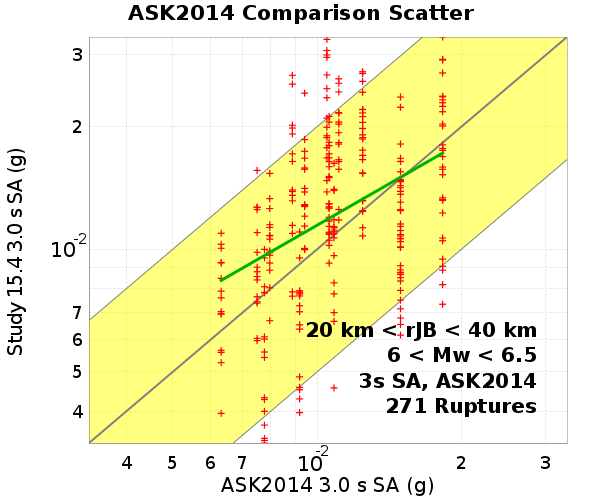 ASK2014 Comparison Scatter
Study 15.4 3.0 s SA (g)
3
2
10-2
7
6
5
4
20 km < rJB < 40 km
6 < Mw < 6.5
3s SA, ASK2014
271 Ruptures
4 5 6 7 10-2 2 3
ASK2014 3.0 s SA (g)